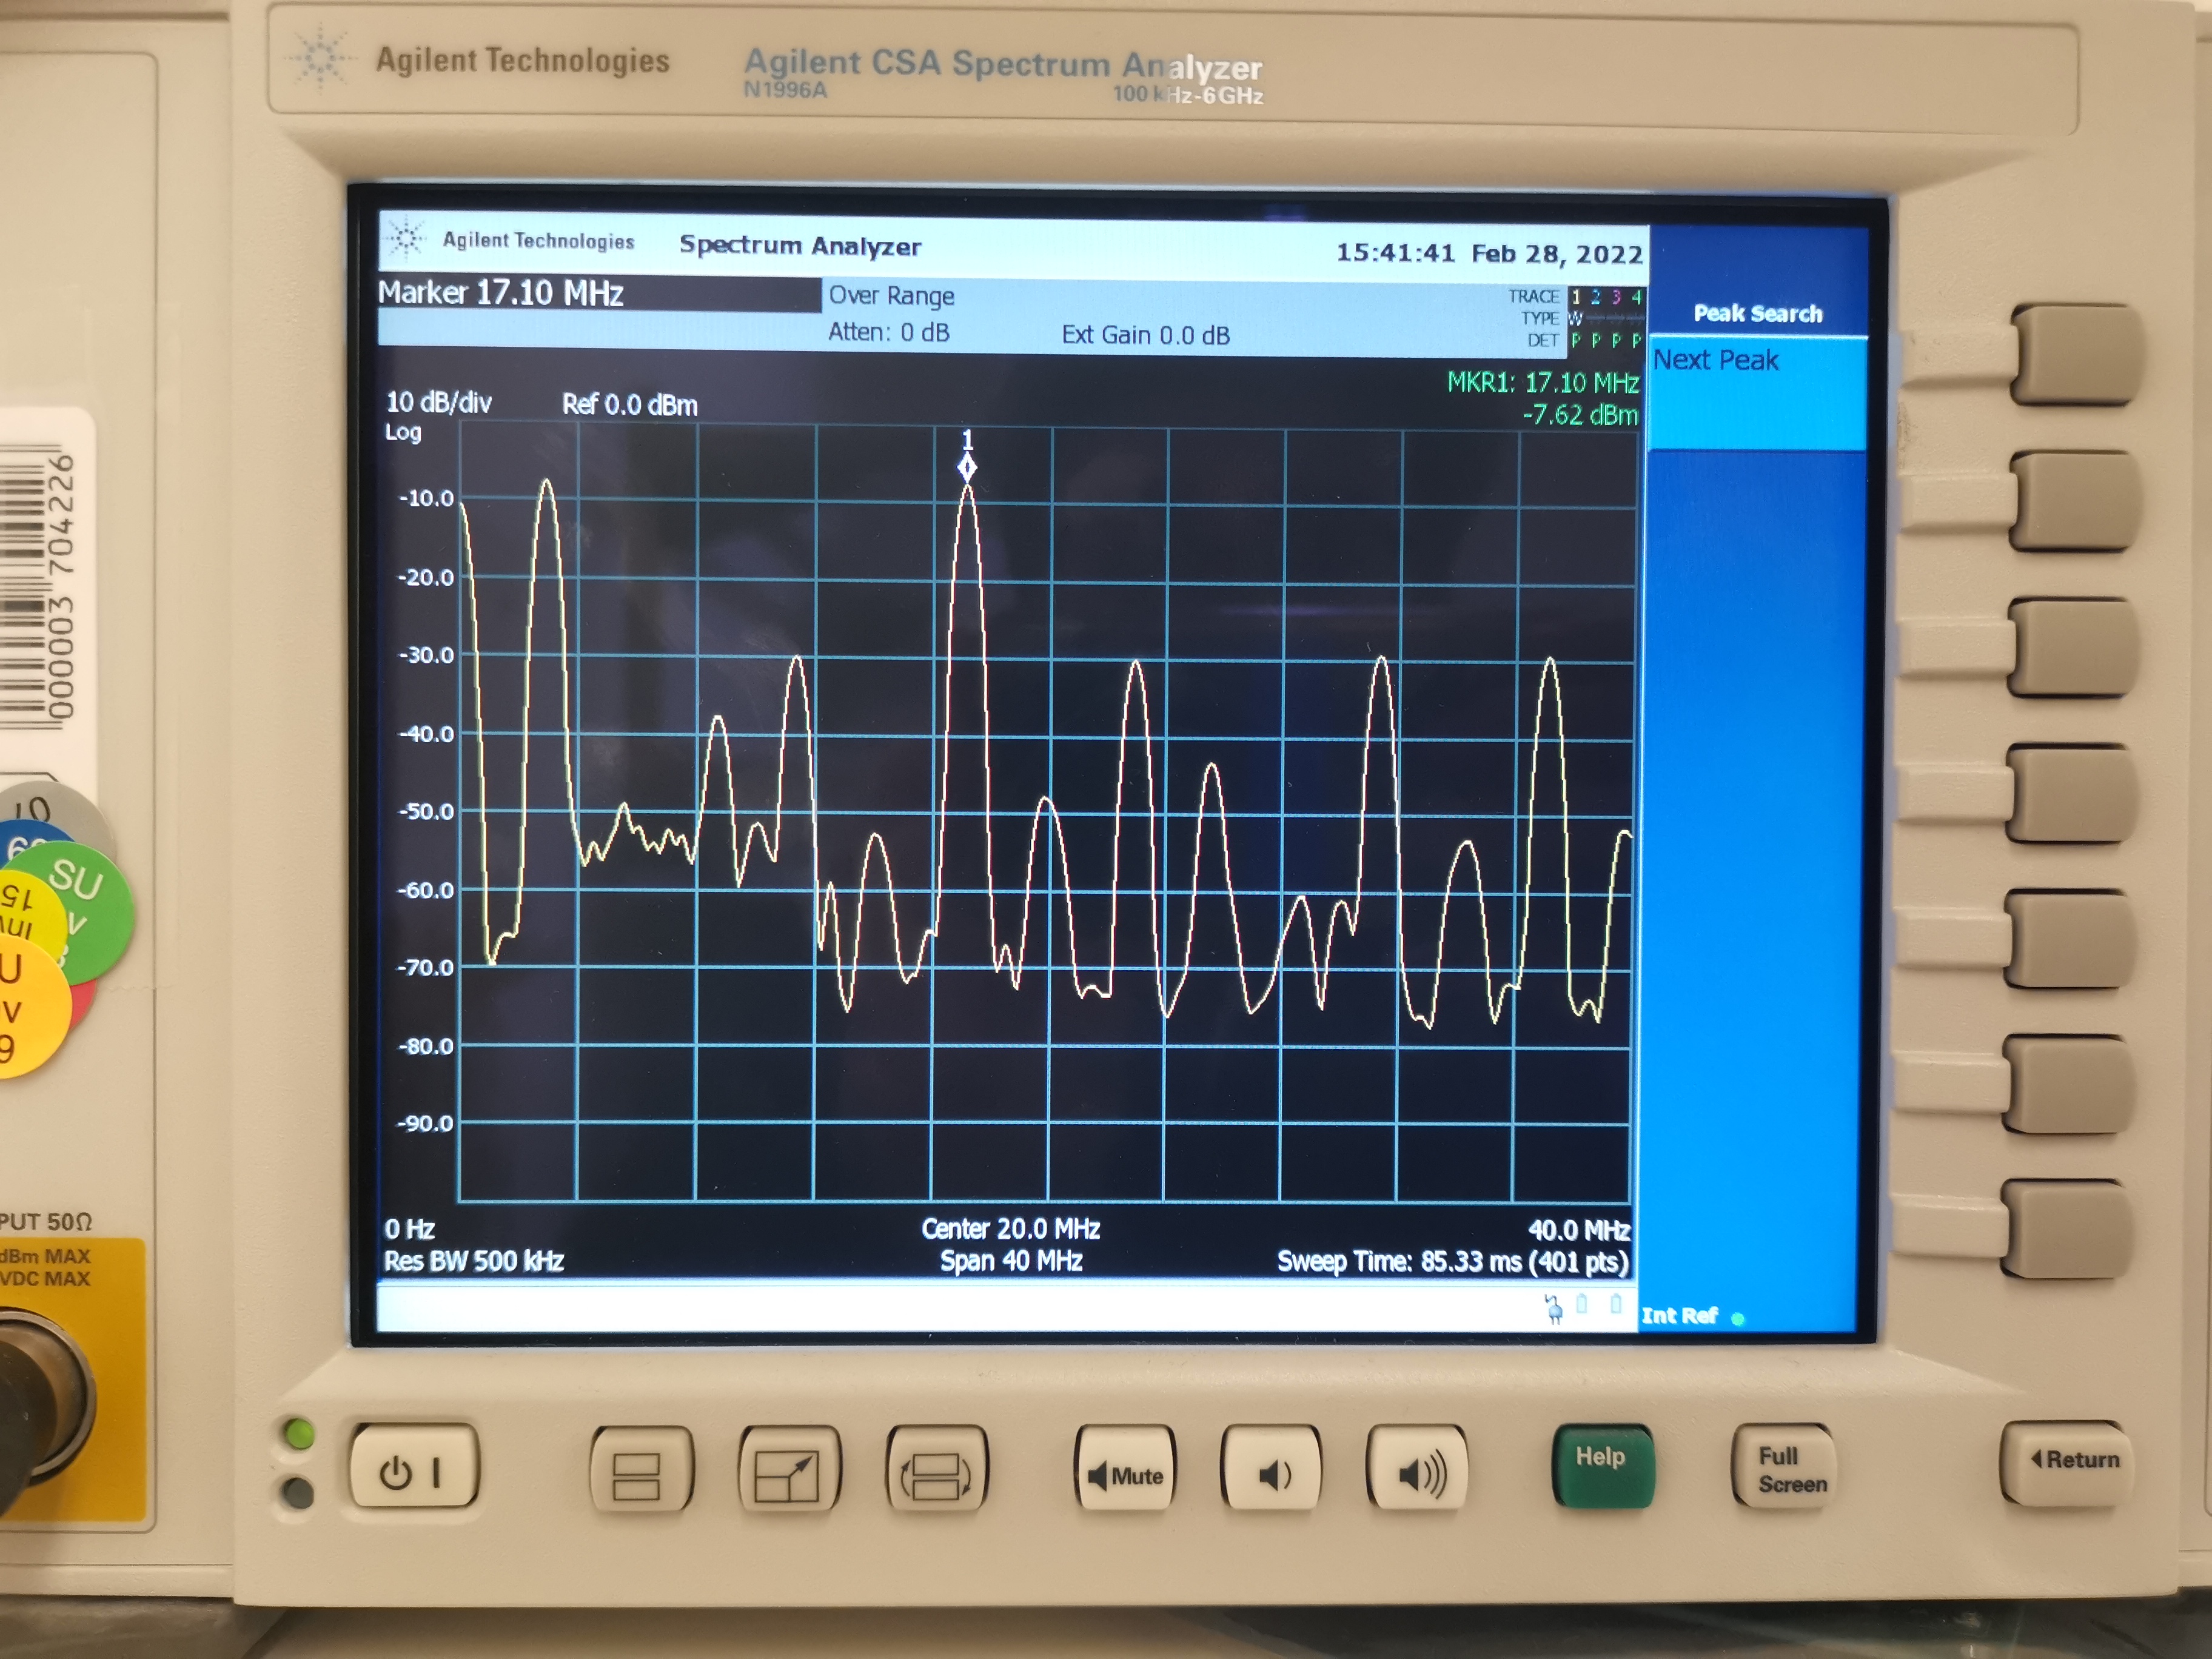 Agilent Technologies
Agilent CSA Spectrum Analyzer
N1996A 100 kHz-6GHz
Agilent Technologies Spectrum Analyzer 15:41:41 Feb 28, 2022
Marker 17.10 MHz
Over Range
Atten: 0 dB Ext Gain 0.0 dB
TRACE 1 2 3 4
TYPE W
DET P P P P
Peak Search
Next Peak
MKR1: 17.10 MHz
-7.62 dBm
10 dB/div Ref 0.0 dBm
Log
1
-10.0
-20.0
-30.0
-40.0
-50.0
-60.0
-70.0
-80.0
-90.0
0 Hz Center 20.0 MHz 40.0 MHz
Res BW 500 kHz Span 40 MHz Sweep Time: 85.33 ms (401 pts)
Int Ref
000003 704226
10
SU
15
PUT 50Ω
dBm MAX
VDC MAX
Mute
Help
Full
Screen
Return